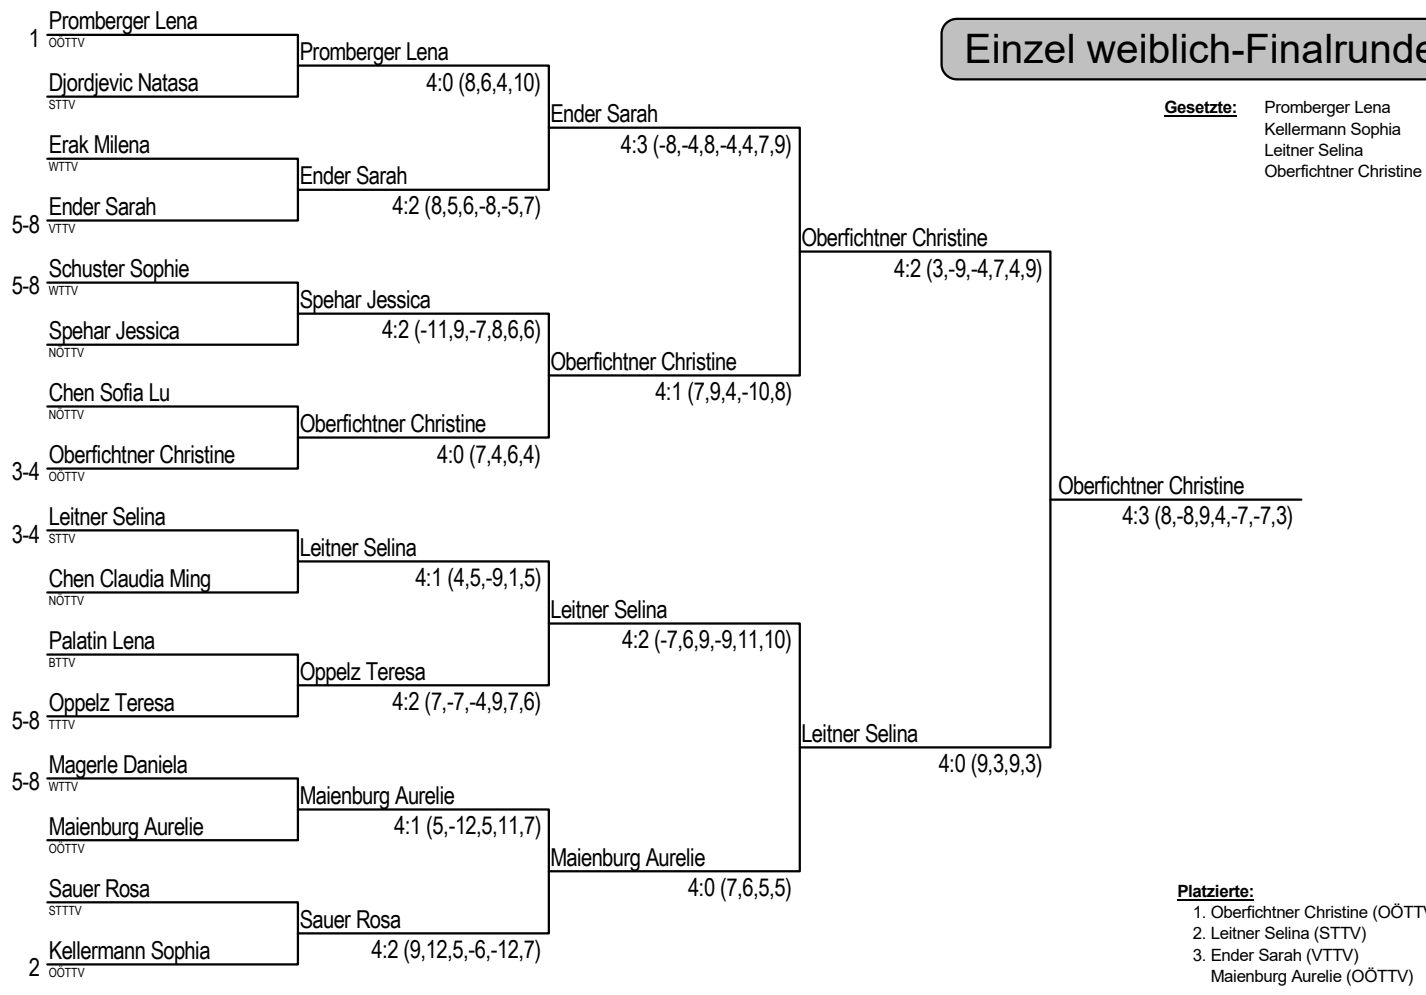 Einzel weiblich-Finalrunde
Gesetzte: Promberger Lena
Kellermann Sophia
Leitner Selina
Oberfichtner Christine
1 Promberger Lena
OÖTTV
Djordjevic Natasa
STTV
Erak Milena
WTTV
5-8 Ender Sarah
VTTV
5-8 Schuster Sophie
WTTV
Spehar Jessica
NÖTTV
Chen Sofia Lu
NÖTTV
3-4 Oberfichtner Christine
OÖTTV
3-4 Leitner Selina
STTV
Chen Claudia Ming
NÖTTV
Palatin Lena
BTTV
5-8 Oppelz Teresa
TTTV
5-8 Magerle Daniela
WTTV
Maienburg Aurelie
OÖTTV
Sauer Rosa
STTTV
2 Kellermann Sophia
OÖTTV
Promberger Lena
4:0 (8,6,4,10)
Ender Sarah
4:2 (8,5,6,-8,-5,7)
Spehar Jessica
4:2 (-11,9,-7,8,6,6)
Oberfichtner Christine
4:0 (7,4,6,4)
Leitner Selina
4:1 (4,5,-9,1,5)
Oppelz Teresa
4:2 (7,-7,-4,9,7,6)
Maienburg Aurelie
4:1 (5,-12,5,11,7)
Sauer Rosa
4:2 (9,12,5,-6,-12,7)
Ender Sarah
4:3 (-8,-4,8,-4,4,7,9)
Oberfichtner Christine
4:1 (7,9,4,-10,8)
Leitner Selina
4:2 (-7,6,9,-9,11,10)
Maienburg Aurelie
4:0 (7,6,5,5)
Oberfichtner Christine
4:2 (3,-9,-4,7,4,9)
Leitner Selina
4:0 (9,3,9,3)
Oberfichtner Christine
4:3 (8,-8,9,4,-7,-7,3)
Platzierte:
1. Oberfichtner Christine (OÖTTV
2. Leitner Selina (STTV)
3. Ender Sarah (VTTV)
Maienburg Aurelie (OÖTTV)